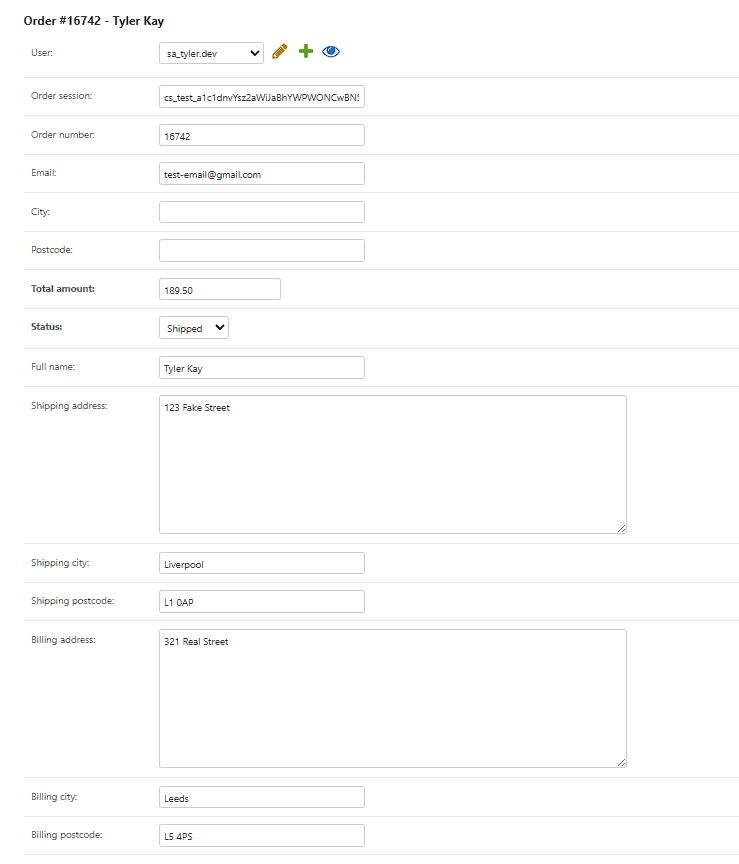 Order #16742 - Tyler Kay
User: sa_tyler.dev
Order session: cs_test_a1c1dnvYsz2aWiJaBhYWPWONCwBNS
Order number: 16742
Email: test-email@gmail.com
City:
Postcode:
Total amount: 189.50
Status: Shipped
Full name: Tyler Kay
Shipping address: 123 Fake Street
Shipping city: Liverpool
Shipping postcode: L1 0AP
Billing address: 321 Real Street
Billing city: Leeds
Billing postcode: L5 4PS